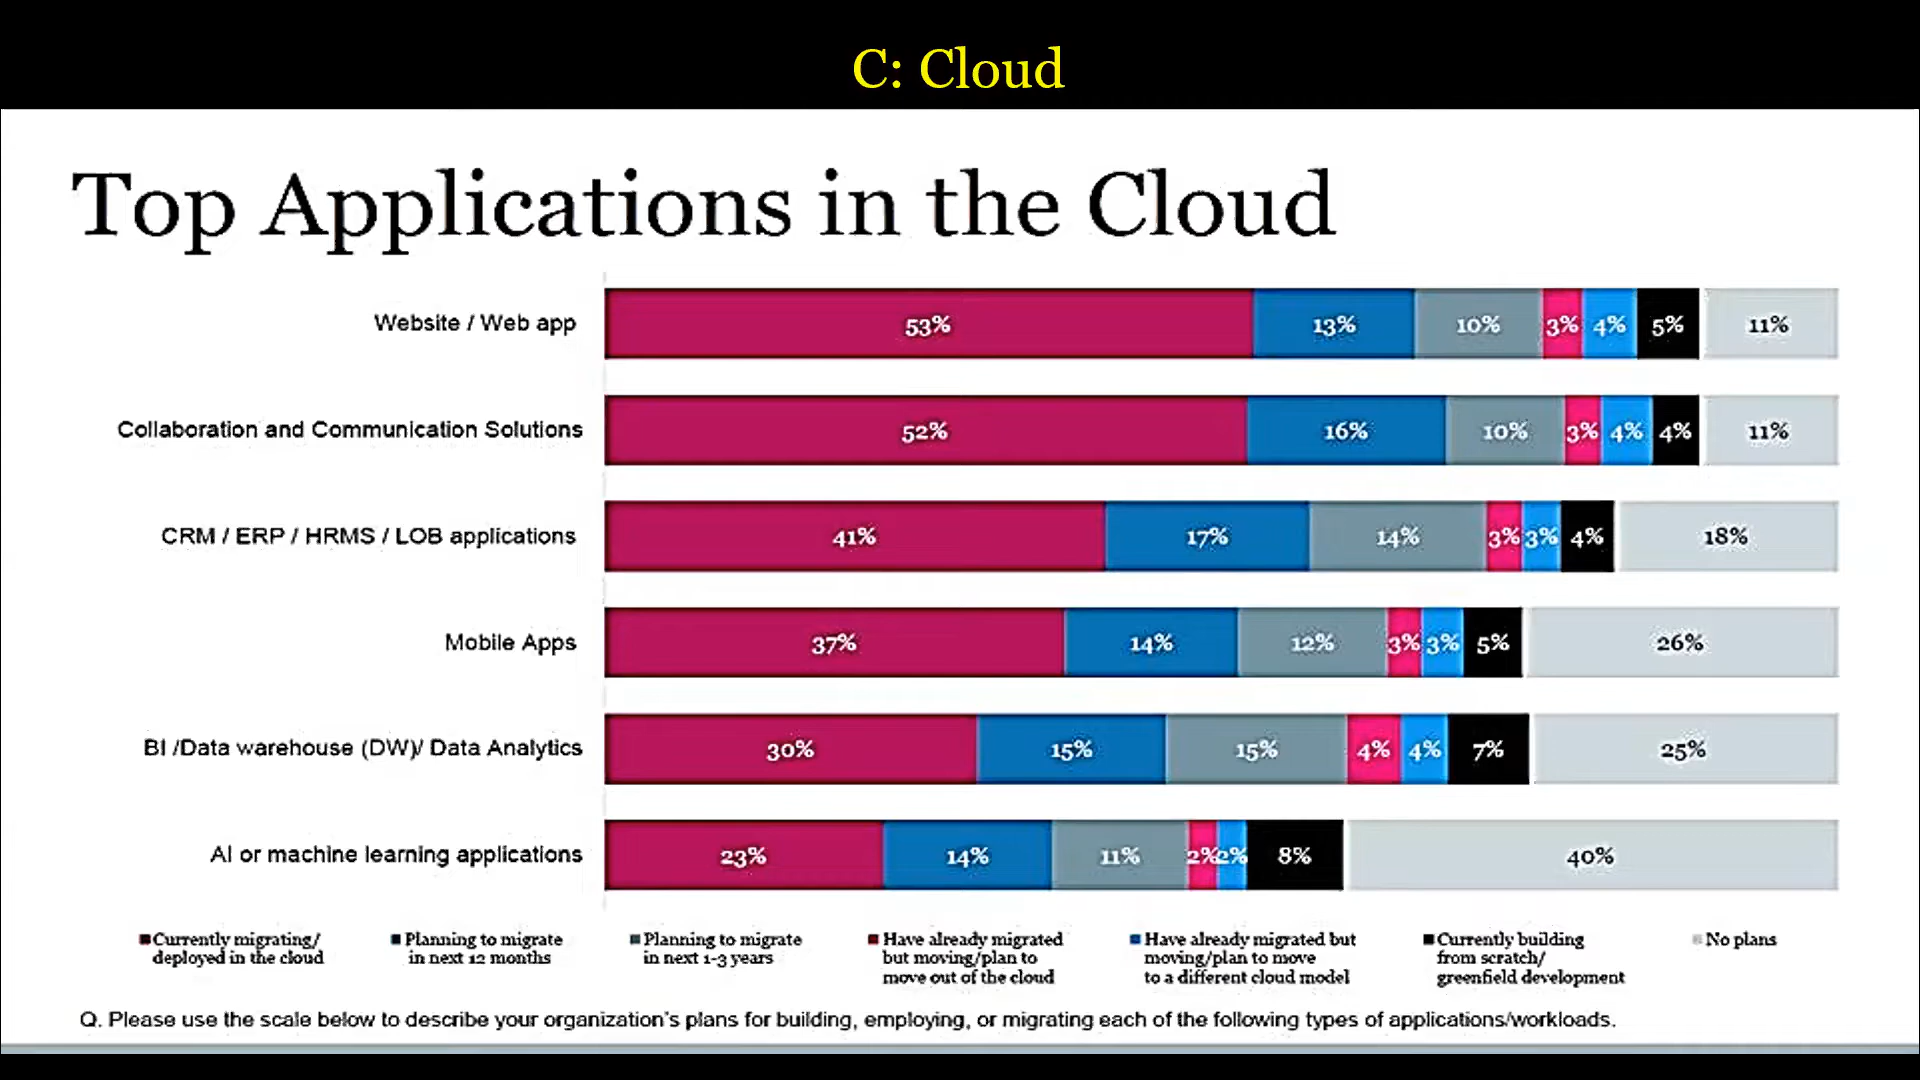 C: Cloud
Top Applications in the Cloud
Website / Web app
53% 13% 10% 3% 4% 5% 11%
Collaboration and Communication Solutions
52% 16% 10% 3% 4% 4% 11%
CRM / ERP / HRMS / LOB applications
41% 17% 14% 3% 3% 4% 18%
Mobile Apps
37% 14% 12% 3% 3% 5% 26%
BI /Data warehouse (DW)/ Data Analytics
30% 15% 15% 4% 4% 7% 25%
AI or machine learning applications
23% 14% 11% 2% 2% 8% 40%
Currently migrating/
deployed in the cloud
Planning to migrate
in next 12 months
Planning to migrate
in next 1-3 years
Have already migrated
but moving/plan to
move out of the cloud
Have already migrated but
moving/plan to move
to a different cloud model
Currently building
from scratch/
greenfield development
No plans
Q. Please use the scale below to describe your organization's plans for building, employing, or migrating each of the following types of applications/workloads.